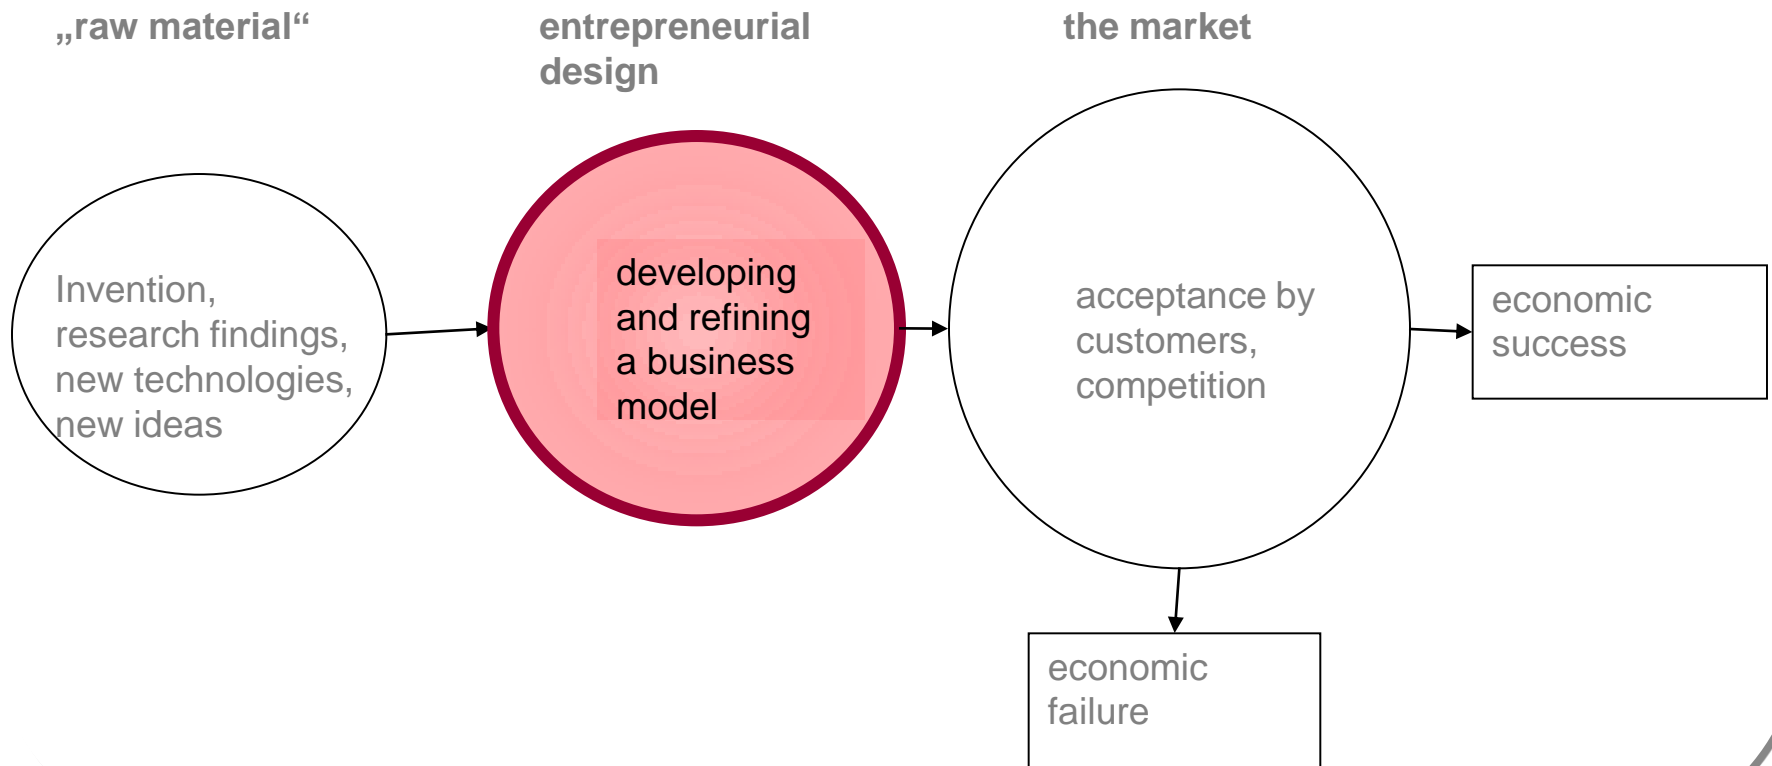 „raw material“
entrepreneurial
design
the market
Invention,
research findings,
new technologies,
new ideas
developing
and refining
a business
model
acceptance by
customers,
competition
economic
success
economic
failure